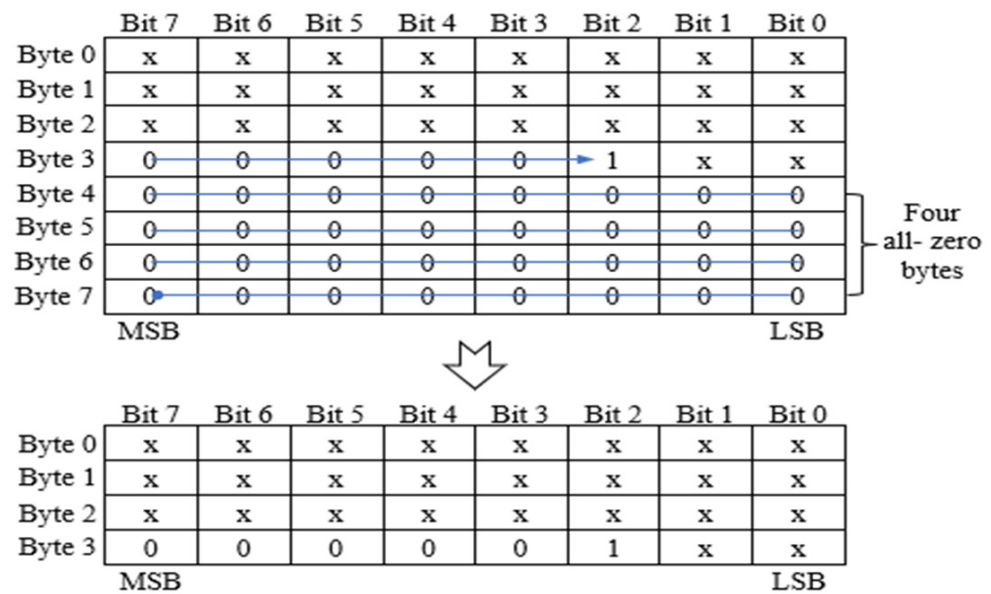 Bit 7 Bit 6 Bit 5 Bit 4 Bit 3 Bit 2 Bit 1 Bit 0
Byte 0 x x x x x x x x
Byte 1 x x x x x x x x
Byte 2 x x x x x x x x
Byte 3 0 0 0 0 0 1 x x
Byte 4 0 0 0 0 0 0 0 0
Byte 5 0 0 0 0 0 0 0 0
Byte 6 0 0 0 0 0 0 0 0
Byte 7 0 0 0 0 0 0 0 0
Four
all- zero
bytes
MSB LSB
Bit 7 Bit 6 Bit 5 Bit 4 Bit 3 Bit 2 Bit 1 Bit 0
Byte 0 x x x x x x x x
Byte 1 x x x x x x x x
Byte 2 x x x x x x x x
Byte 3 0 0 0 0 0 1 x x
MSB LSB